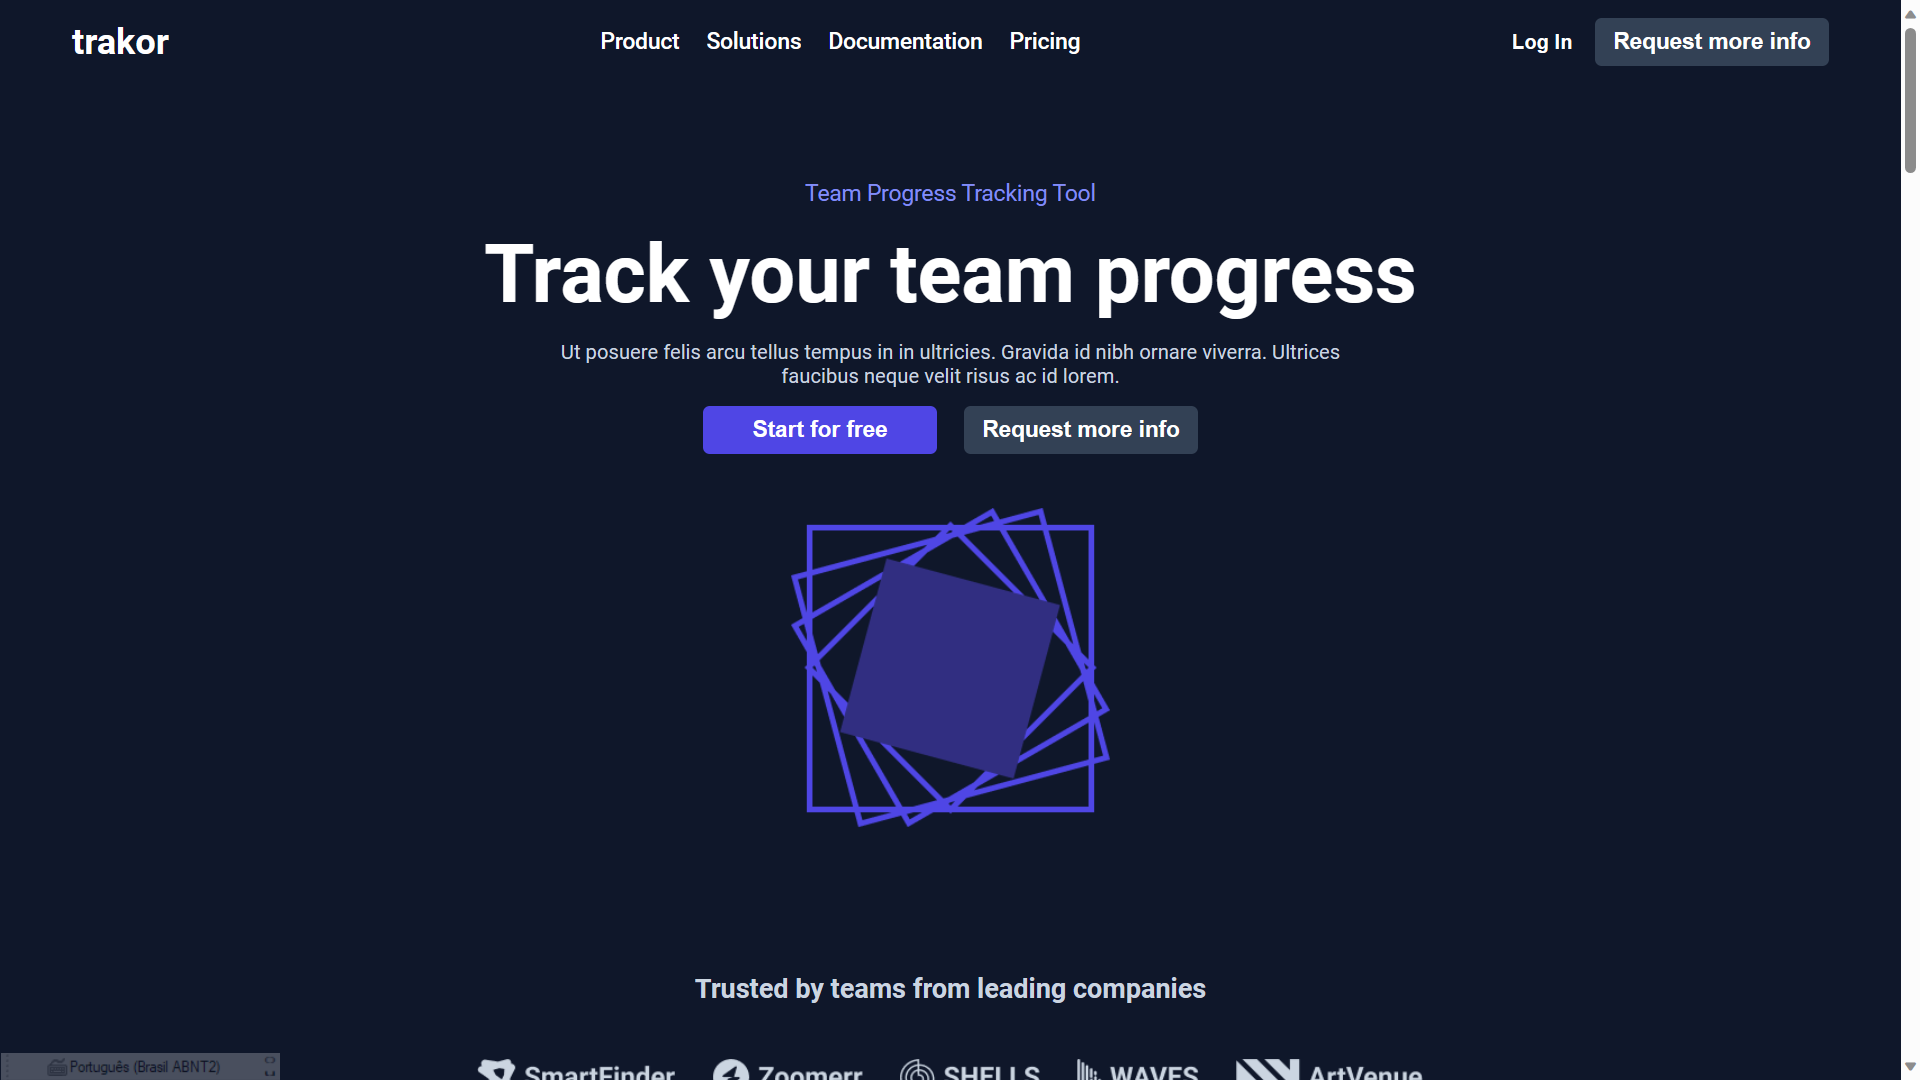 trakor
Product Solutions Documentation Pricing
Log In
Request more info
Team Progress Tracking Tool
Track your team progress
Ut posuere felis arcu tellus tempus in in ultricies. Gravida id nibh ornare viverra. Ultrices
faucibus neque velit risus ac id lorem.
Start for free
Request more info
Trusted by teams from leading companies
SmartFinder Zoomerr SHELLS WAVES ArtVenue
Português (Brasil ABNT2)